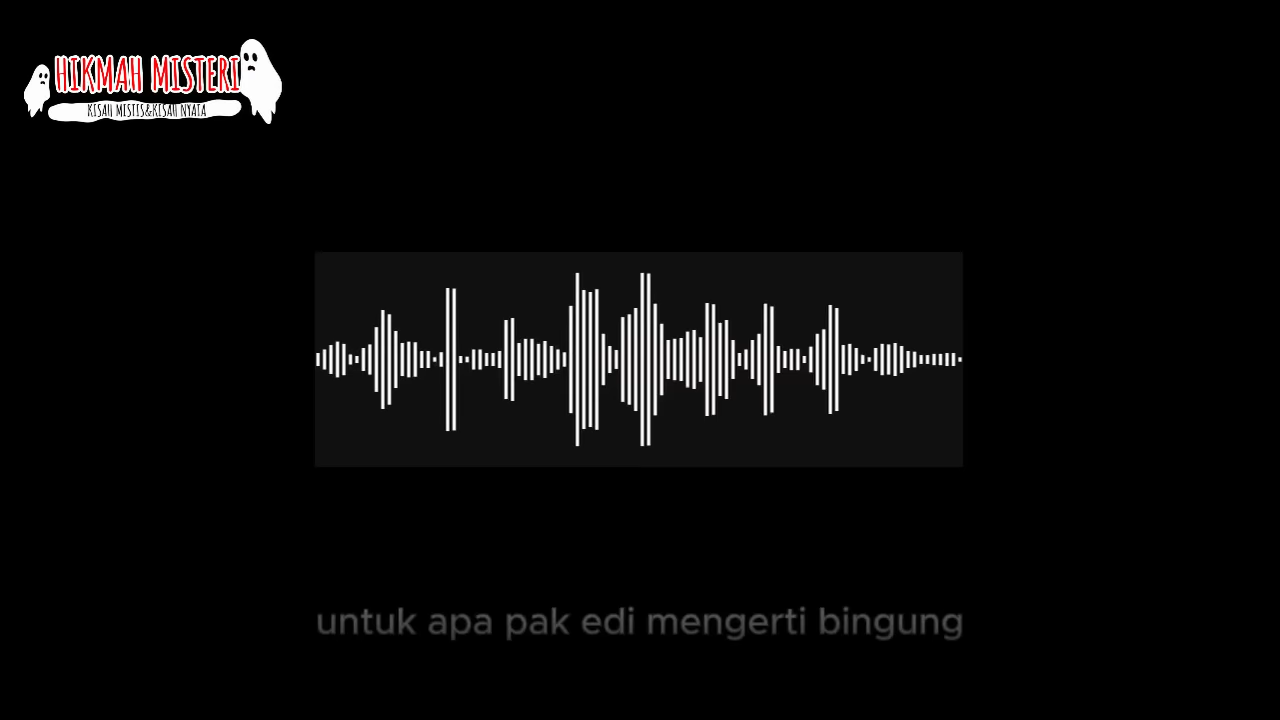 HIKMAH MISTERI
KISAH MISTIS&KISAH NYATA
untuk apa pak edi mengerti bingung